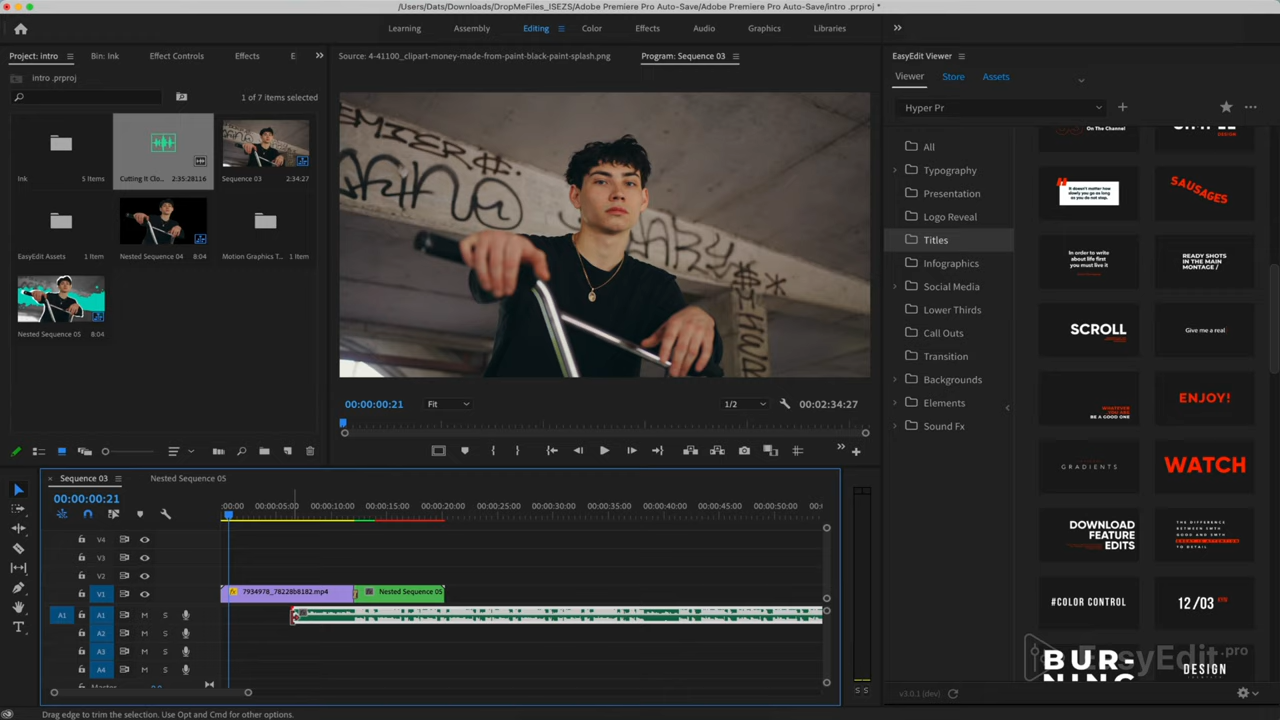 /Users/Dats/Downloads/DropMeFiles_ISEZS/Adobe Premiere Pro Auto-Save/Adobe Premiere Pro Auto-Save/intro .prproj *
Learning Assembly Editing Color Effects Audio Graphics Libraries
Project: intro Bin: Ink Effect Controls Effects E
Source: 4-41100_clipart-money-made-from-paint-black-paint-splash.png Program: Sequence 03
EasyEdit Viewer
intro .prproj
Viewer Store Assets
1 of 7 items selected
Hyper Pr
Ink 5 Items
Cutting It Clo... 2:35:28116
Sequence 03 2:34:27
EasyEdit Assets 1 Item
Nested Sequence 04 8:04
Motion Graphics T... 1 Item
Nested Sequence 05 8:04
All
Typography
Presentation
Logo Reveal
Titles
Infographics
Social Media
Lower Thirds
Call Outs
Transition
Backgrounds
Elements
Sound Fx
On The Channel
It doesn't matter how
slowly you go as long
as you do not stop.
SAUSAGES
In order to write
about life first
you must live it
READY SHOTS
IN THE MAIN
MONTAGE /
SCROLL
Give me a real
WHATEVER
YOU ARE
BE A GOOD ONE
ENJOY!
GRADIENTS
WATCH
DOWNLOAD
FEATURE
EDITS
THE DIFFERENCE
BETWEEN SMTH
GOOD AND SMTH
GREAT IS ATTENTION
TO DETAIL
#COLOR CONTROL
12/03
BUR-
NING
DESIGN
EasyEdit.pro
v3.0.1 (dev)
00:00:00:21 Fit 1/2 00:02:34:27
Sequence 03 Nested Sequence 05
00:00:00:21
:00:00 00:00:05:00 00:00:10:00 00:00:15:00 00:00:20:00 00:00:25:00 00:00:30:00 00:00:35:00 00:00:40:00 00:00:45:00 00:00:50:00
V4
V3
V2
V1 7934978_78228b8182.mp4 Nested Sequence 05
A1 A1 M S
A2 M S
A3 M S
A4 M S
Master 0.0
S S
Drag edge to trim the selection. Use Opt and Cmd for other options.